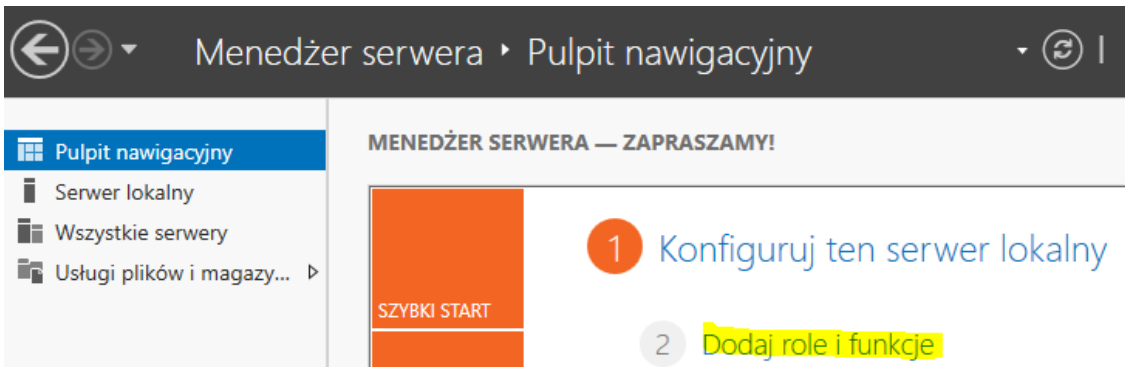 Menedżer serwera ‣ Pulpit nawigacyjny
Pulpit nawigacyjny
Serwer lokalny
Wszystkie serwery
Usługi plików i magazy...
MENEDŻER SERWERA — ZAPRASZAMY!
SZYBKI START
1 Konfiguruj ten serwer lokalny
2 Dodaj role i funkcje